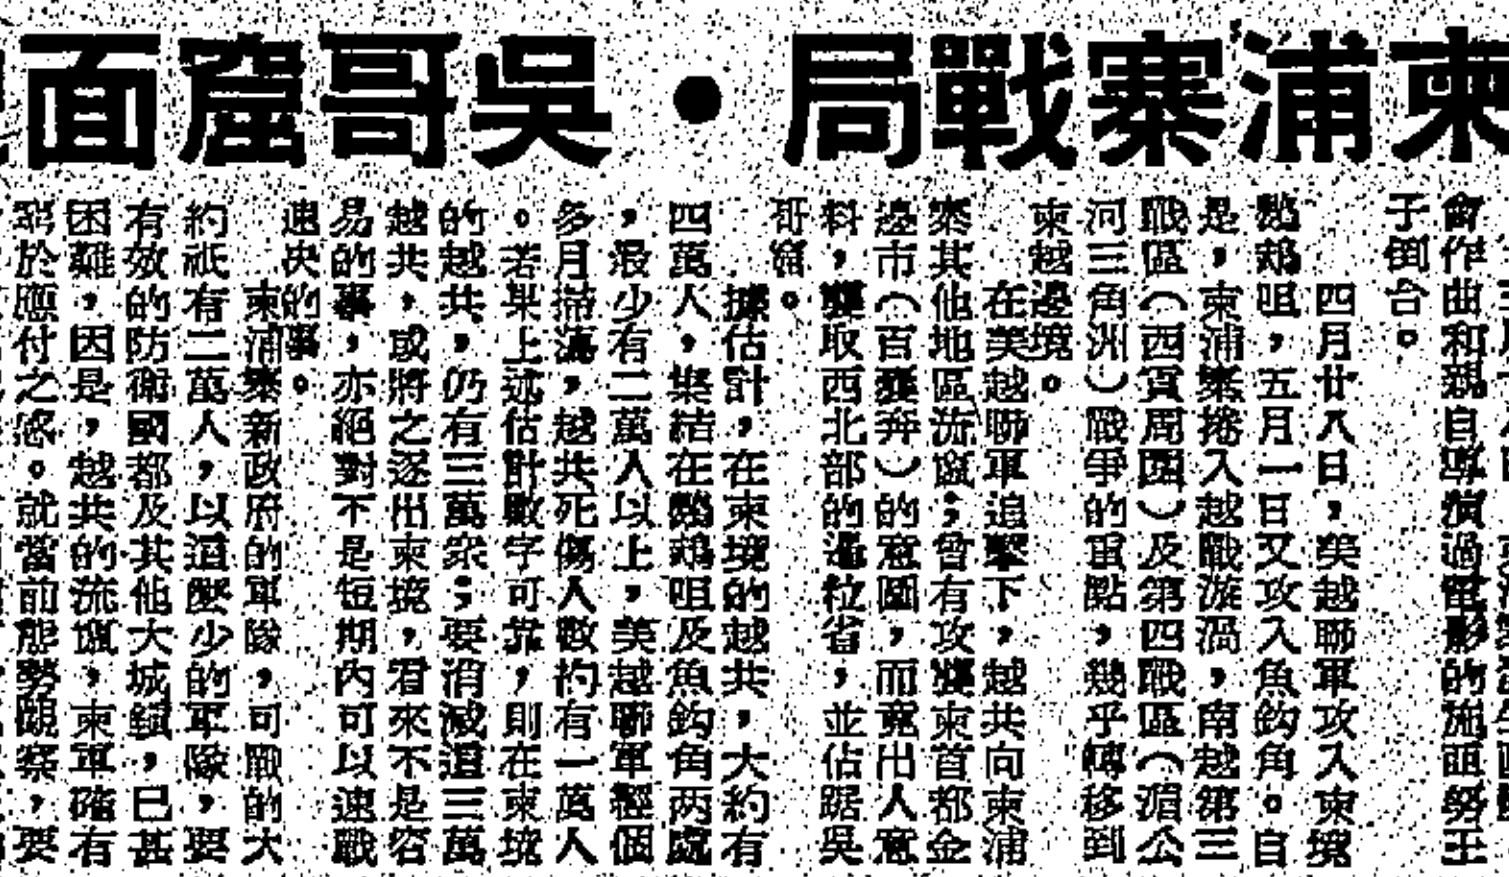 柬浦寨戰局・吳哥窟面
會作曲和親自導演過電影的施努王
子倒台。
四月廿八日,美越聯軍攻入柬境
鸚鵡咀,五月一日又攻入魚鈎角。自
是,柬浦寨捲入越戰漩渦,南越第三
戰區(西貢周圍)及第四戰區(湄公
河三角洲)戰爭的重點,幾乎轉移到
柬越邊境。
在美越聯軍追擊下,越共向柬浦
寨其他地區流竄;曾有攻襲柬首都金
邊市(百奔)的意圖,而竟出人意
料,襲取西北部的暹粒省,並佔踞吳
哥窟。
據估計,在柬境的越共,大約有
四萬人,集結在鸚鵡咀及魚鈎角两處
,最少有二萬人以上,美越聯軍經個
多月掃蕩,越共死傷人數約有一萬人
。若果上述估計數字可靠,則在柬境
的越共,仍有三萬眾;要消滅這三萬
越共,或將之逐出柬境,看來不是容
易的事,亦絕對不是短期內可以速戰
速決的事。
柬浦寨新政府的軍隊,可戰的大
約祇有二萬人,以這麼少的軍隊,要
有效的防衛國都及其他大城鎮,已甚
困難,因是,越共的流竄,柬軍確有
窮於應付之感。就當前態勢觀察,要